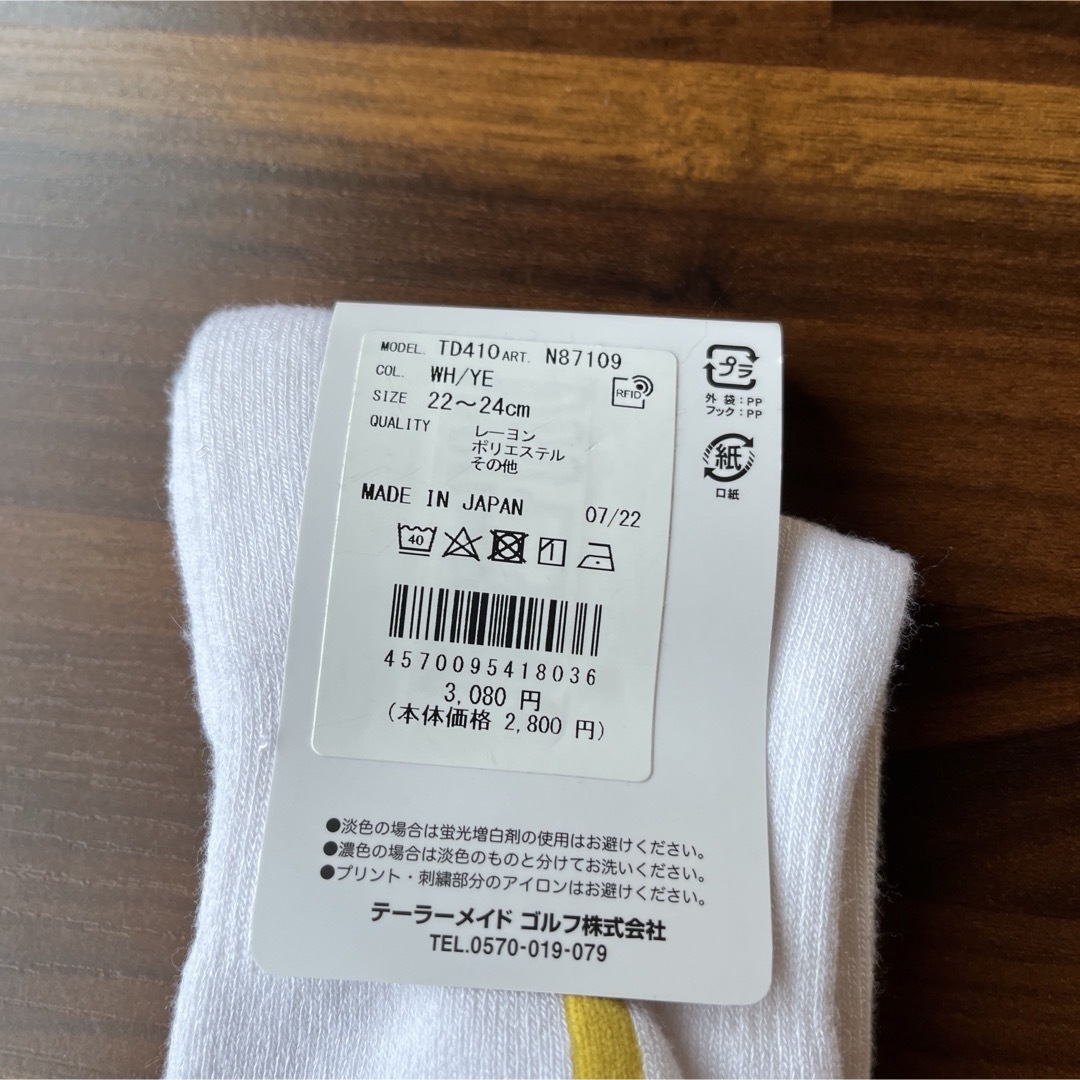 MODEL. TD410 ART. N87109
COL. WH/YE
SIZE 22～24cm
QUALITY レーヨン
ポリエステル
その他
RFID
MADE IN JAPAN 07/22
40
4570095418036
3,080 円
(本体価格 2,800 円)
プラ
外 袋：PP
フック：PP
紙
口紙
●淡色の場合は蛍光増白剤の使用はお避けください。
●濃色の場合は淡色のものと分けてお洗いください。
●プリント・刺繍部分のアイロンはお避けください。
テーラーメイド ゴルフ株式会社
TEL.0570-019-079